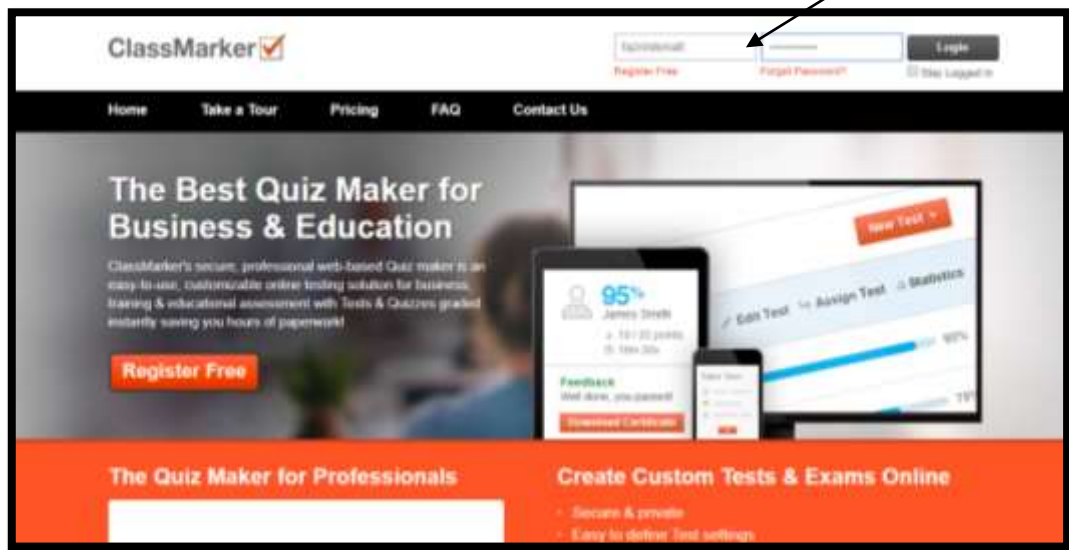 ClassMarker
Login
Register Free
Forgot Password?
Stay Logged In
Home Take a Tour Pricing FAQ Contact Us
The Best Quiz Maker for
Business & Education
ClassMarker's secure, professional web-based Quiz maker is an
easy-to-use, customizable online testing solution for business,
training & educational assessment with Tests & Quizzes graded
instantly saving you hours of paperwork!
Register Free
95%
James Smith
Feedback
Well done, you passed!
Download Certificate
New Test
Edit Test Assign Test Statistics
95%
The Quiz Maker for Professionals
Create Custom Tests & Exams Online
Secure & private
Easy to define Test settings